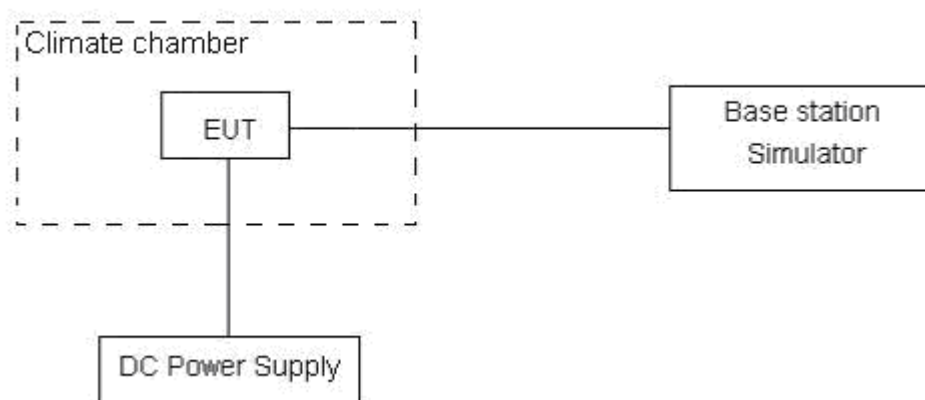 Climate chamber
EUT
Base station
Simulator
DC Power Supply